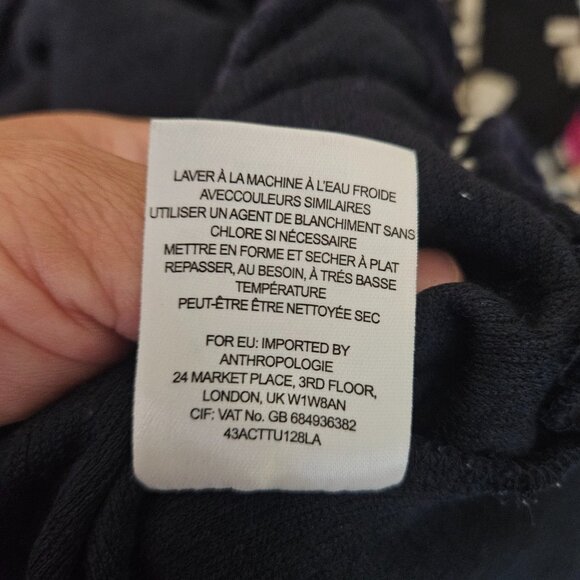 LAVER À LA MACHINE À L'EAU FROIDE
AVECCOULEURS SIMILAIRES
UTILISER UN AGENT DE BLANCHIMENT SANS
CHLORE SI NÉCESSAIRE
METTRE EN FORME ET SECHER À PLAT
REPASSER, AU BESOIN, À TRÉS BASSE
TEMPÉRATURE
PEUT-ÊTRE ÊTRE NETTOYÉE SEC
FOR EU: IMPORTED BY
ANTHROPOLOGIE
24 MARKET PLACE, 3RD FLOOR,
LONDON, UK W1W8AN
CIF: VAT No. GB 684936382
43ACTTU128LA